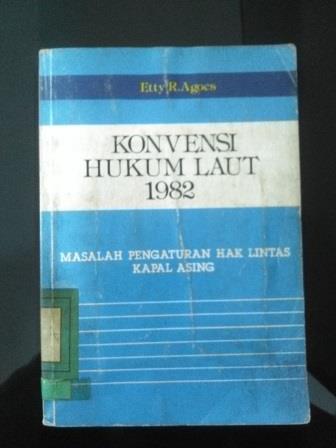 Etty R.Agoes
KONVENSI
HUKUM LAUT
1982
MASALAH PENGATURAN HAK LINTAS
KAPAL ASING